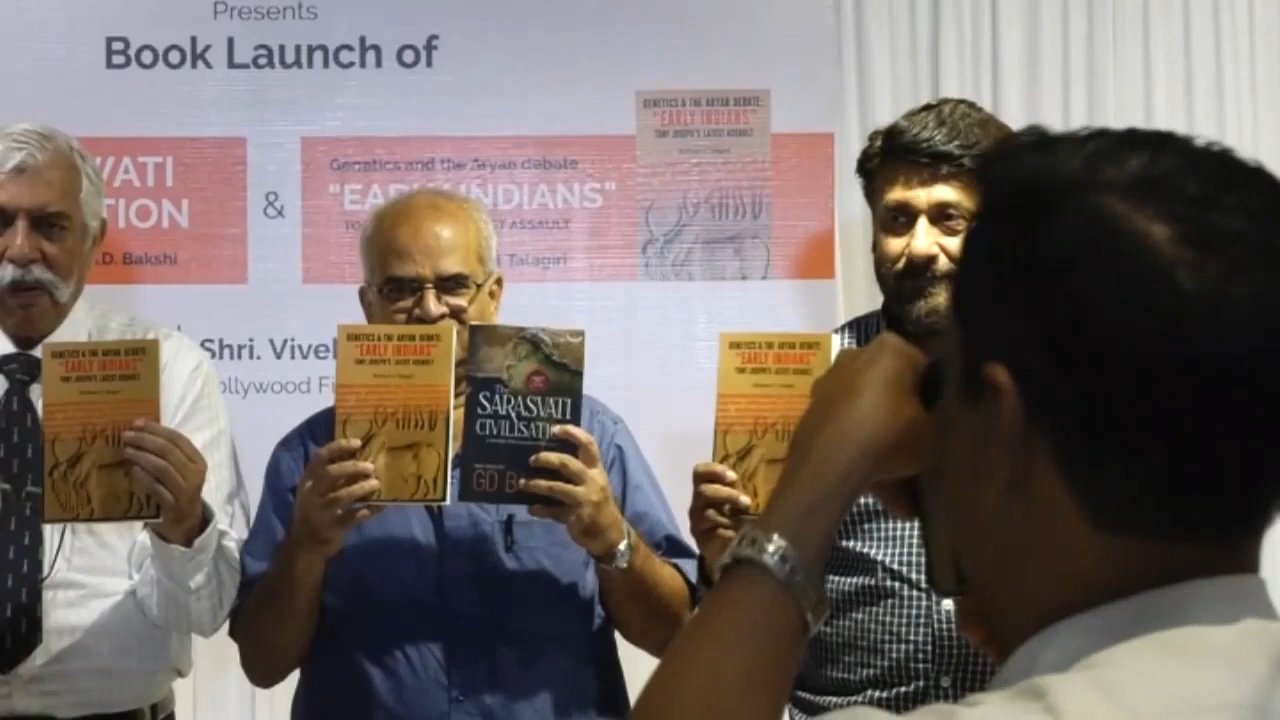 Presents
Book Launch of
VATI
TION
.D. Bakshi
&
Genetics and the Aryan debate
"EARLY INDIANS"
ST ASSAULT
Talagiri
GENETICS & THE ARYAN DEBATE:
"EARLY INDIANS"
TONY JOSEPH'S LATEST ASSAULT
Shri. Vivek
ollywood Fi
GENETICS & THE ARYAN DEBATE:
"EARLY INDIANS"
TONY JOSEPH'S LATEST ASSAULT
GENETICS & THE ARYAN DEBATE:
"EARLY INDIANS"
TONY JOSEPH'S LATEST ASSAULT
The
SARASVATI
CIVILISATIO
GD B
GENETICS & THE ARYAN DEBATE:
"EARLY INDIANS"
TONY JOSEPH'S LATEST ASSAULT